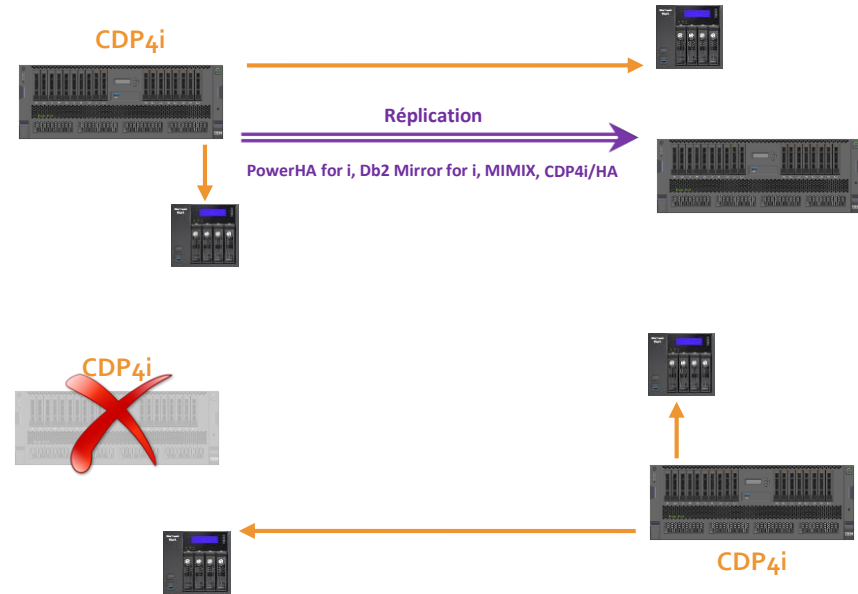 CDP4i
Réplication
PowerHA for i, Db2 Mirror for i, MIMIX, CDP4i/HA
CDP4i
CDP4i